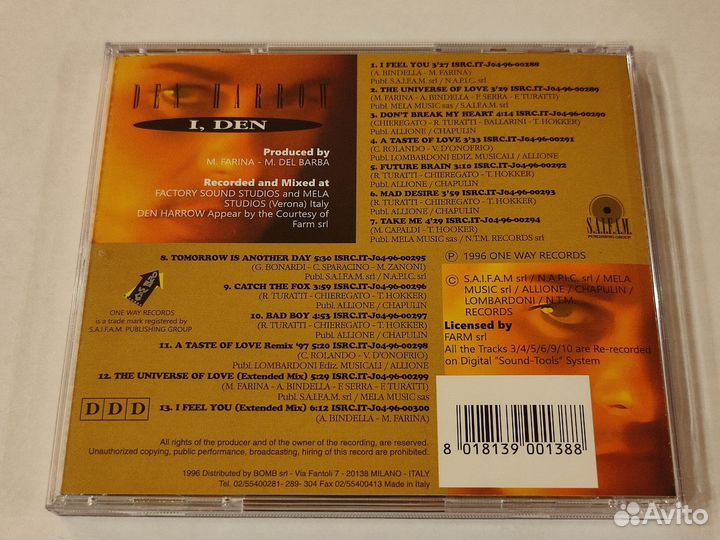 DEN HARROW
I, DEN
Produced by
M. FARINA - M. DEL BARBA
Recorded and Mixed at
FACTORY SOUND STUDIOS and MELA
STUDIOS (Verona) Italy
DEN HARROW Appear by the Courtesy of
Farm srl
1. I FEEL YOU 3'27 ISRC.IT-J04-96-00288
(A. BINDELLA - M. FARINA)
Publ. S.A.I.F.A.M. srl / N.A.P.I.C. srl
2. THE UNIVERSE OF LOVE 3'29 ISRC.IT-J04-96-00289
(M. FARINA - A. BINDELLA - F. SERRA - F. TURATTI)
Publ. MELA MUSIC sas / S.A.I.F.A.M. srl
3. DON'T BREAK MY HEART 4:14 ISRC.IT-J04-96-00290
(CHIEREGATO - R. TURATTI - BALLARINI - T. HOKKER)
Publ. ALLIONE / CHAPULIN
4. A TASTE OF LOVE 3'33 ISRC.IT-J04-96-00291
(C. ROLANDO - V. D'ONOFRIO)
Publ. LOMBARDONI EDIZ. MUSICALI / ALLIONE
5. FUTURE BRAIN 3:10 ISRC.IT-J04-96-00292
(R. TURATTI - CHIEREGATO - T. HOKKER)
Publ. ALLIONE / CHAPULIN
6. MAD DESIRE 3'59 ISRC.IT-J04-96-00293
(R. TURATTI - CHIEREGATO - T. HOKKER)
Publ. ALLIONE / CHAPULIN
7. TAKE ME 4'29 ISRC.IT-J04-96-00294
(M. CAPALDI - T. HOOKER)
Publ. MELA MUSIC sas / N.T.M. RECORDS srl
S.A.I.F.A.M.
PUBLISHING GROUP
8. TOMORROW IS ANOTHER DAY 5:30 ISRC.IT-J04-96-00295
(G. BONARDI - C. SPARACINO - M. ZANONI)
Publ. S.A.I.F.A.M. srl / N.A.P.I.C. srl
9. CATCH THE FOX 3:59 ISRC.IT-J04-96-00296
(R. TURATTI - CHIEREGATO - T. HOKKER)
Publ. ALLIONE / CHAPULIN
10. BAD BOY 4:53 ISRC.IT-J04-96-00297
(R. TURATTI - CHIEREGATO - T. HOKKER)
Publ. ALLIONE / CHAPULIN
11. A TASTE OF LOVE Remix '97 5:20 ISRC.IT-J04-96-00298
(C. ROLANDO - V. D'ONOFRIO)
Publ. LOMBARDONI Ediz. MUSICALI / ALLIONE
12. THE UNIVERSE OF LOVE (Extended Mix) 5:29 ISRC.IT-J04-96-00299
(M. FARINA - A. BINDELLA - F. SERRA - F. TURATTI)
Publ. S.A.I.F.A.M. srl / MELA MUSIC sas
13. I FEEL YOU (Extended Mix) 6:12 ISRC.IT-J04-96-00300
(A. BINDELLA - M. FARINA)
ONE WAY RECORDS
is a trade mark registered by
S.A.I.F.A.M. PUBLISHING GROUP
DDD
Ⓟ 1996 ONE WAY RECORDS
© S.A.I.F.A.M srl / N.A.P.I.C. srl / MELA
MUSIC srl / ALLIONE / CHAPULIN /
LOMBARDONI / N.T.M.
RECORDS
Licensed by
FARM srl
All the Tracks 3/4/5/6/9/10 are Re-recorded
on Digital "Sound-Tools" System
8 018139 001388
All rights of the producer and of the owner of the recording, are reserved.
Unauthorized copying, public performance, broadcasting, hiring of this record are prohibited.
1996 Distributed by BOMB srl - Via Fantoli 7 - 20138 MILANO - ITALY
Tel. 02/55400281- 289- 304 Fax 02/55400413 Made in Italy
Avito